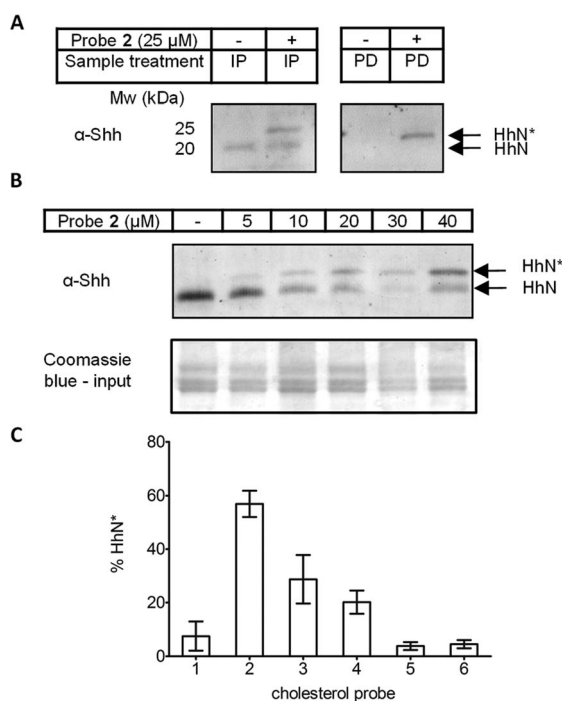 A
Probe 2 (25 µM) - + - +
Sample treatment IP IP PD PD
Mw (kDa)
α-Shh 25 HhN*
20 HhN
B
Probe 2 (µM) - 5 10 20 30 40
α-Shh HhN*
HhN
Coomassie
blue - input
C
80
60
40
20
0
% HhN*
1 2 3 4 5 6
cholesterol probe